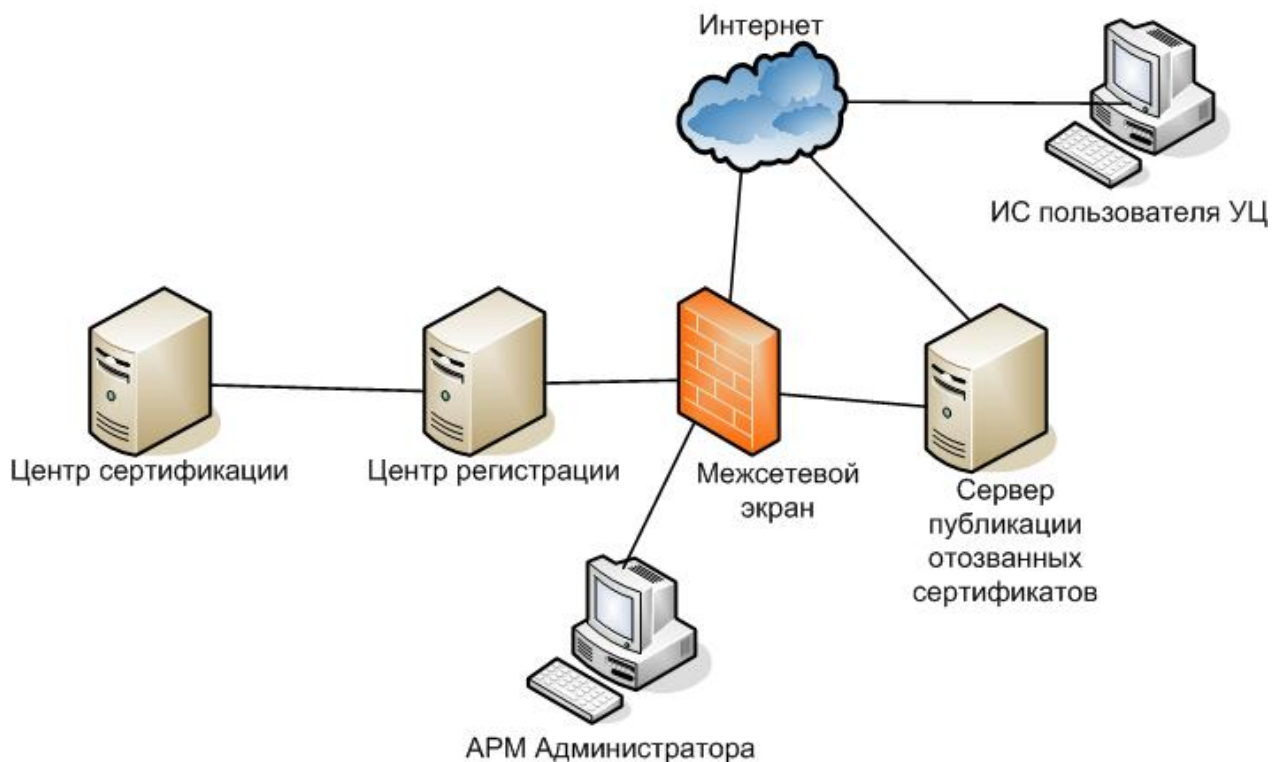 Интернет
ИС пользователя УЦ
Центр сертификации
Центр регистрации
Межсетевой
экран
Сервер
публикации
отозванных
сертификатов
АРМ Администратора